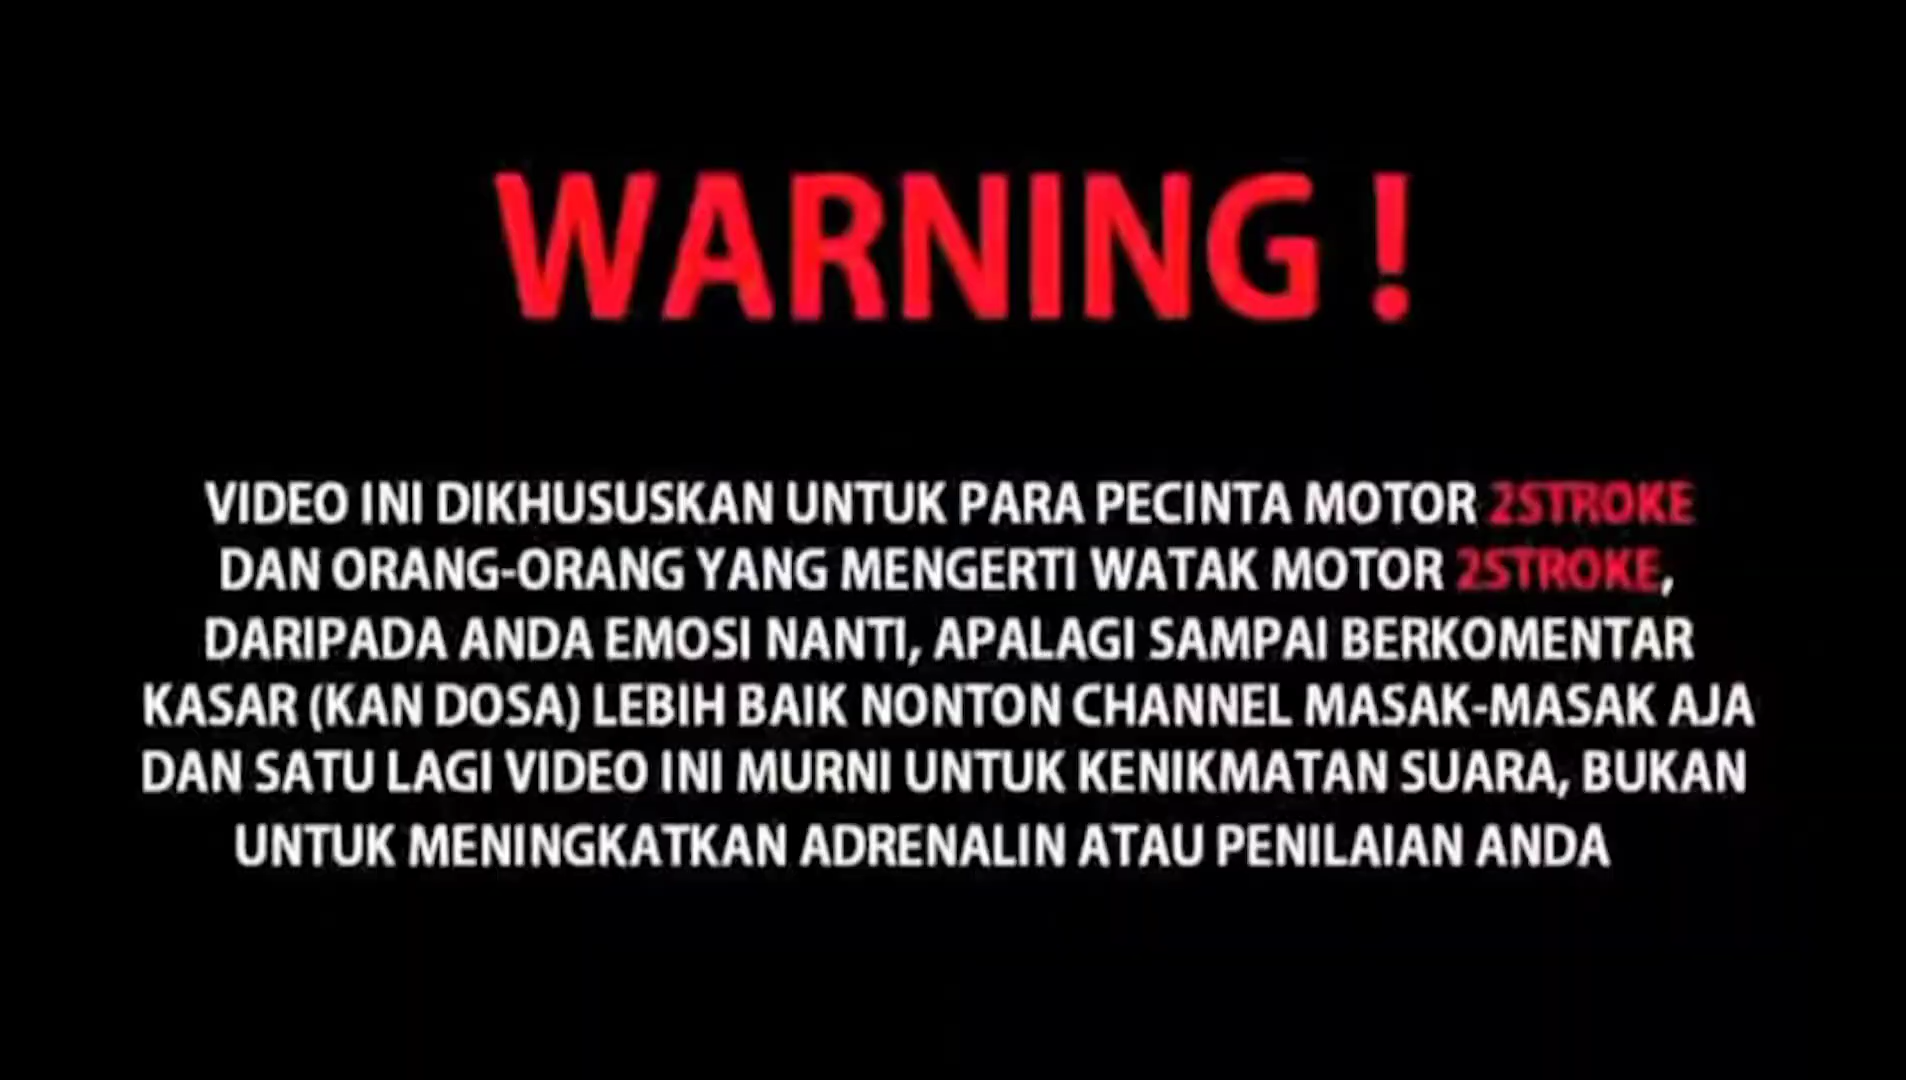 WARNING !
VIDEO INI DIKHUSUSKAN UNTUK PARA PECINTA MOTOR 2STROKE
DAN ORANG-ORANG YANG MENGERTI WATAK MOTOR 2STROKE,
DARIPADA ANDA EMOSI NANTI, APALAGI SAMPAI BERKOMENTAR
KASAR (KAN DOSA) LEBIH BAIK NONTON CHANNEL MASAK-MASAK AJA
DAN SATU LAGI VIDEO INI MURNI UNTUK KENIKMATAN SUARA, BUKAN
UNTUK MENINGKATKAN ADRENALIN ATAU PENILAIAN ANDA